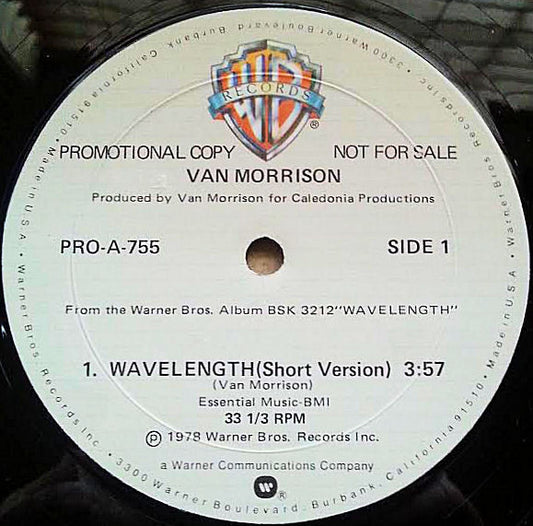 3300 Warner Boulevard, Burbank, California 91510 • Made in U.S.A. • Warner Bros. Records Inc. • 3300 Warner Boulevard, Burbank, California 91510 • Made in U.S.A. • Warner Bros. Records Inc. •
WB
RECORDS
®
PROMOTIONAL COPY NOT FOR SALE
VAN MORRISON
Produced by Van Morrison for Caledonia Productions
PRO-A-755 SIDE 1
From the Warner Bros. Album BSK 3212"WAVELENGTH"
1. WAVELENGTH(Short Version) 3:57
(Van Morrison)
Essential Music-BMI
33 1/3 RPM
℗ 1978 Warner Bros. Records Inc.
a Warner Communications Company
®